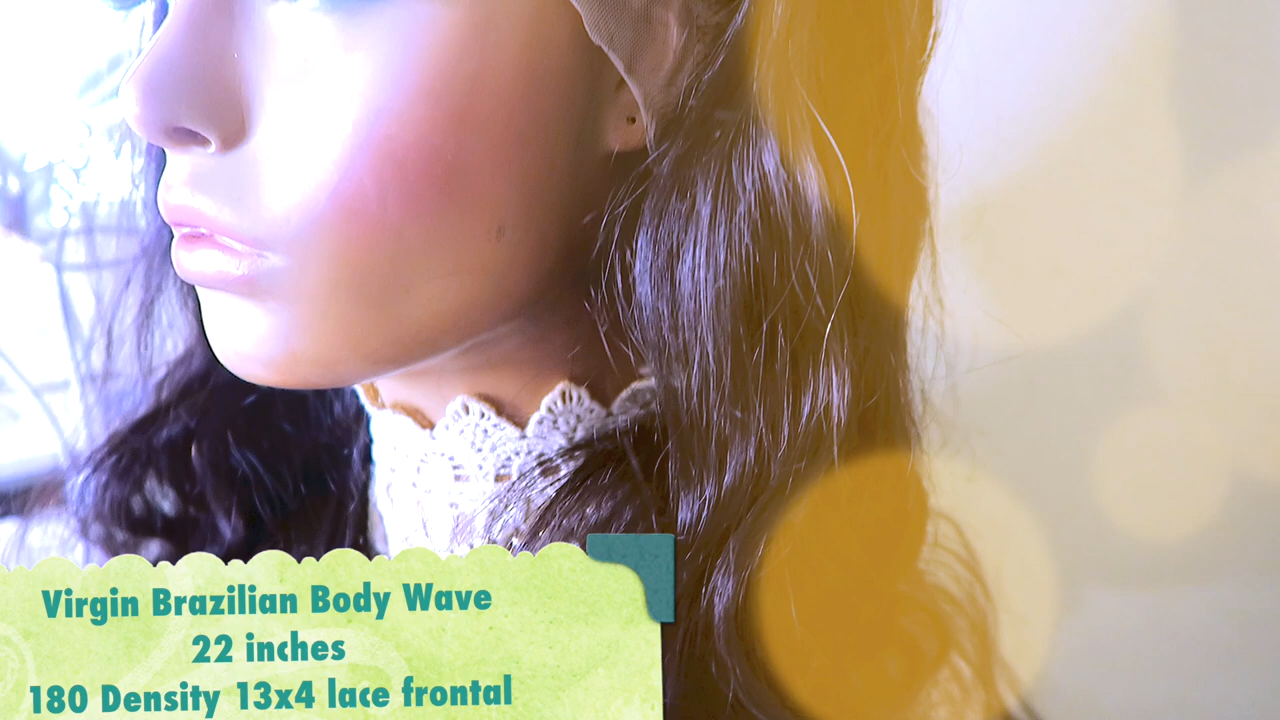 Virgin Brazilian Body Wave
22 inches
180 Density 13x4 lace frontal